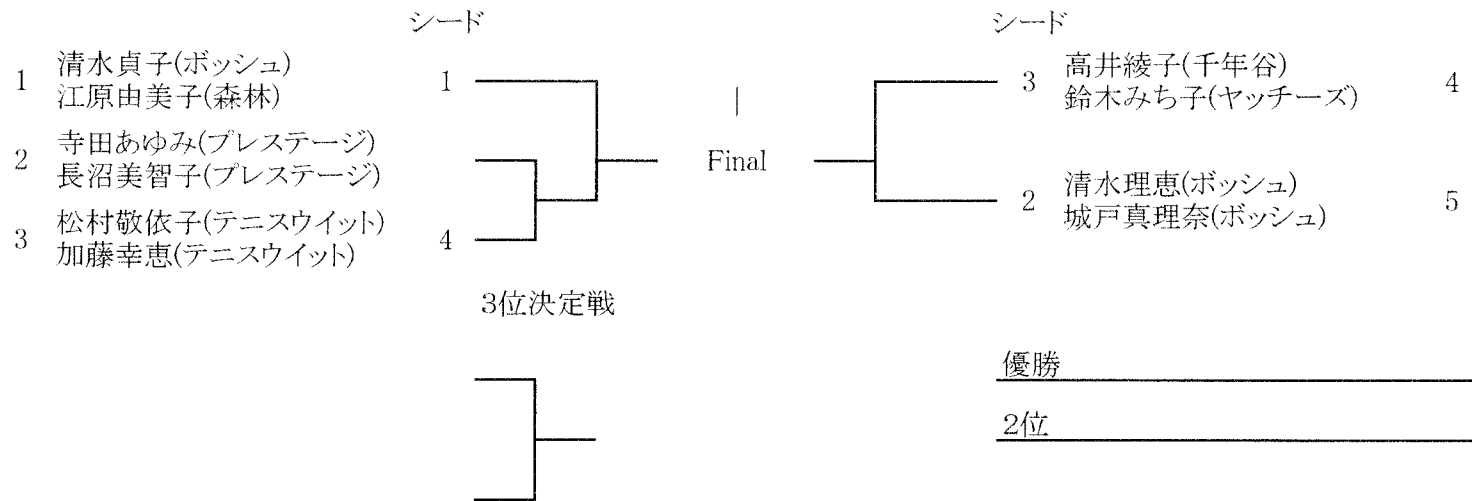 シード
シード
1 清水貞子(ボッシュ) 1
江原由美子(森林)
3 高井綾子(千年谷) 4
鈴木みち子(ヤッチーズ)
2 寺田あゆみ(プレステージ)
長沼美智子(プレステージ)
Final
2 清水理恵(ボッシュ) 5
城戸真理奈(ボッシュ)
3 松村敬依子(テニスウイット) 4
加藤幸恵(テニスウイット)
3位決定戦
優勝
2位